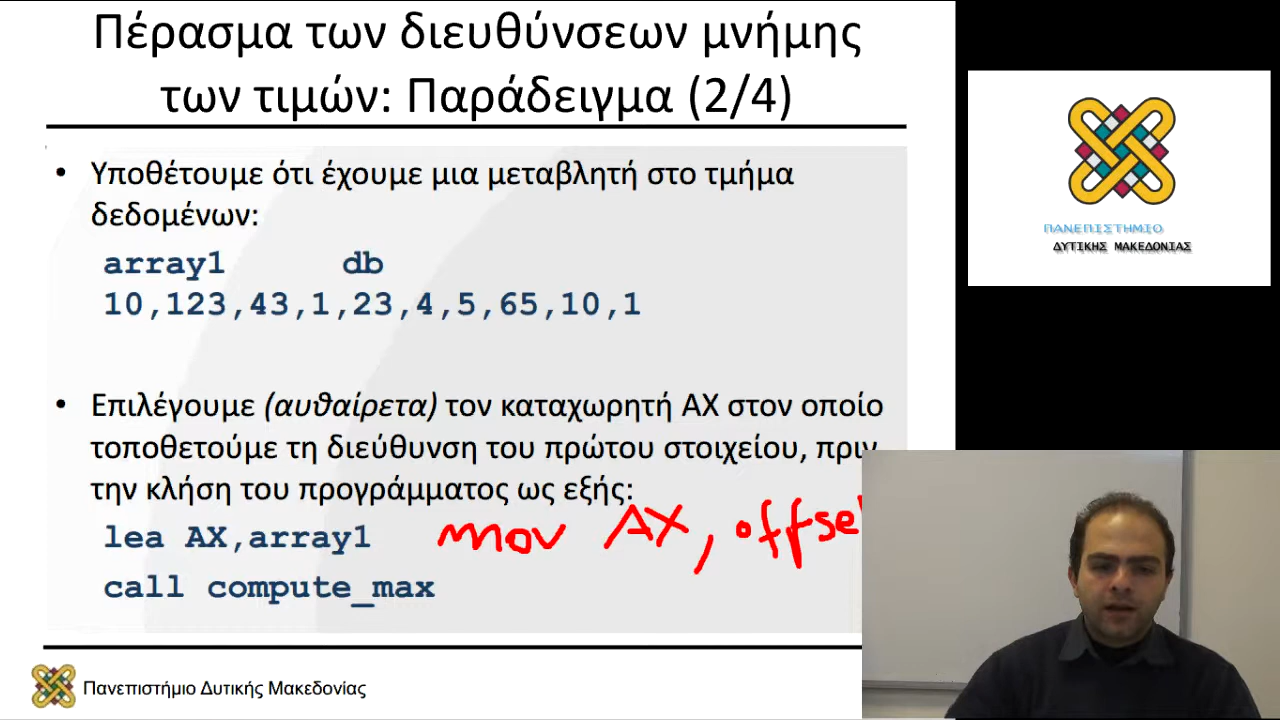 Πέρασμα των διευθύνσεων μνήμης
των τιμών: Παράδειγμα (2/4)
• Υποθέτουμε ότι έχουμε μια μεταβλητή στο τμήμα
δεδομένων:
array1 db
10,123,43,1,23,4,5,65,10,1
• Επιλέγουμε (αυθαίρετα) τον καταχωρητή AX στον οποίο
τοποθετούμε τη διεύθυνση του πρώτου στοιχείου, πριν
την κλήση του προγράμματος ως εξής:
lea AX,array1 mov AX, offse
call compute_max
Πανεπιστήμιο Δυτικής Μακεδονίας
ΠΑΝΕΠΙΣΤΗΜΙΟ
ΔΥΤΙΚΗΣ ΜΑΚΕΔΟΝΙΑΣ